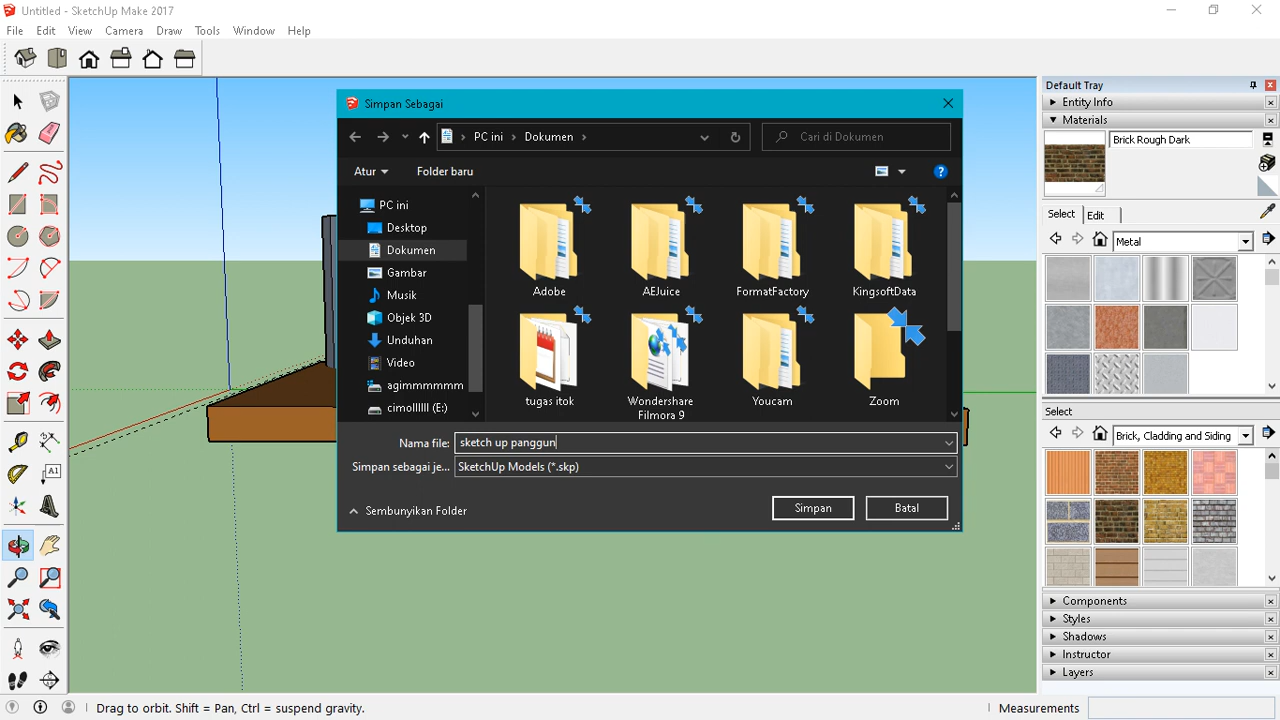 Untitled - SketchUp Make 2017
File Edit View Camera Draw Tools Window Help
Default Tray
Entity Info
Materials
Brick Rough Dark
Select Edit
Metal
Select
Brick, Cladding and Siding
Components
Styles
Shadows
Instructor
Layers
Simpan Sebagai
PC ini Dokumen
Cari di Dokumen
Atur Folder baru
PC ini
Desktop
Dokumen
Gambar
Musik
Objek 3D
Unduhan
Video
agimmmmmm
cimollllll (E:)
Adobe AEJuice FormatFactory KingsoftData
tugas itok Wondershare Filmora 9 Youcam Zoom
Nama file: sketch up panggun
Simpan sebagai je... SketchUp Models (*.skp)
Sembunyikan Folder Simpan Batal
A1
Drag to orbit. Shift = Pan, Ctrl = suspend gravity. Measurements